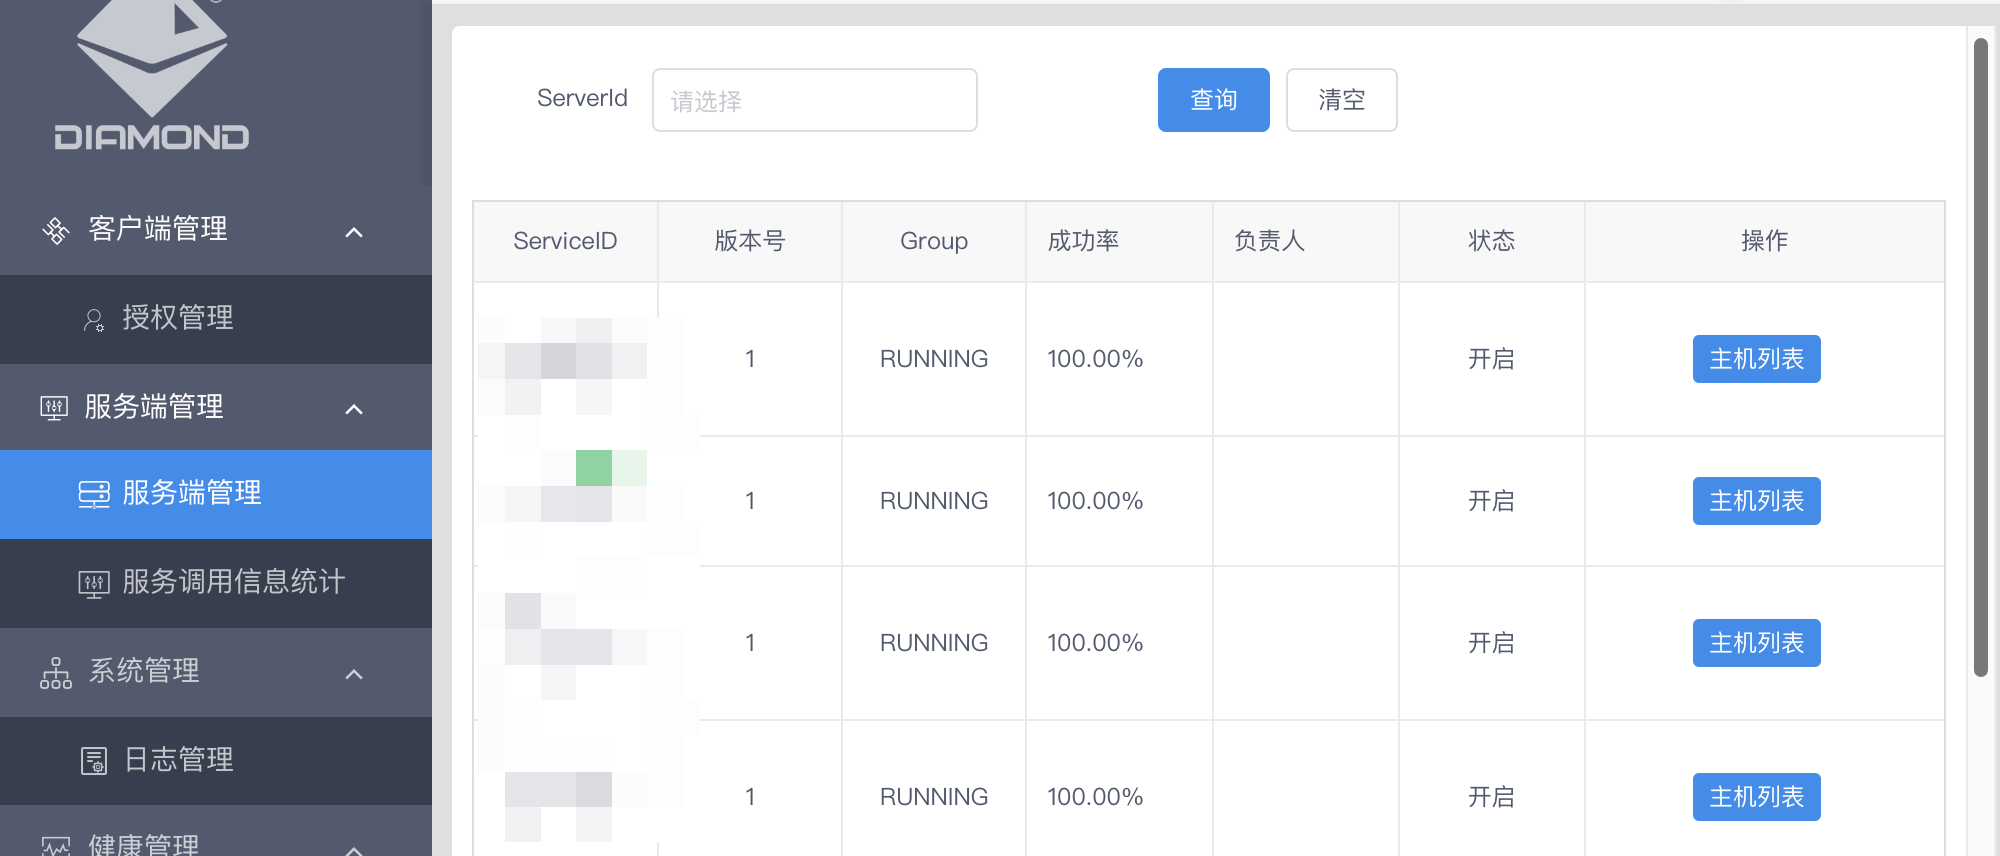 DIAMOND
客户端管理
授权管理
服务端管理
服务端管理
服务调用信息统计
系统管理
日志管理
健康管理
ServerId 请选择 查询 清空
ServiceID 版本号 Group 成功率 负责人 状态 操作
1 RUNNING 100.00% 开启 主机列表
1 RUNNING 100.00% 开启 主机列表
1 RUNNING 100.00% 开启 主机列表
1 RUNNING 100.00% 开启 主机列表